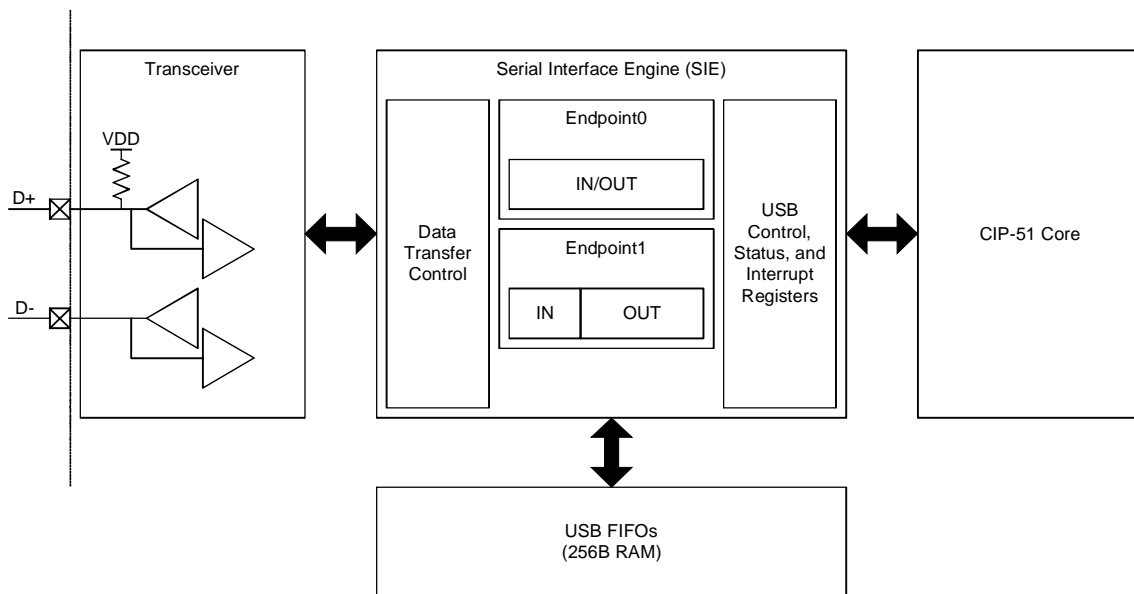 Transceiver
VDD
D+
D-
Serial Interface Engine (SIE)
Data
Transfer
Control
Endpoint0
IN/OUT
Endpoint1
IN
OUT
USB
Control,
Status, and
Interrupt
Registers
CIP-51 Core
USB FIFOs
(256B RAM)